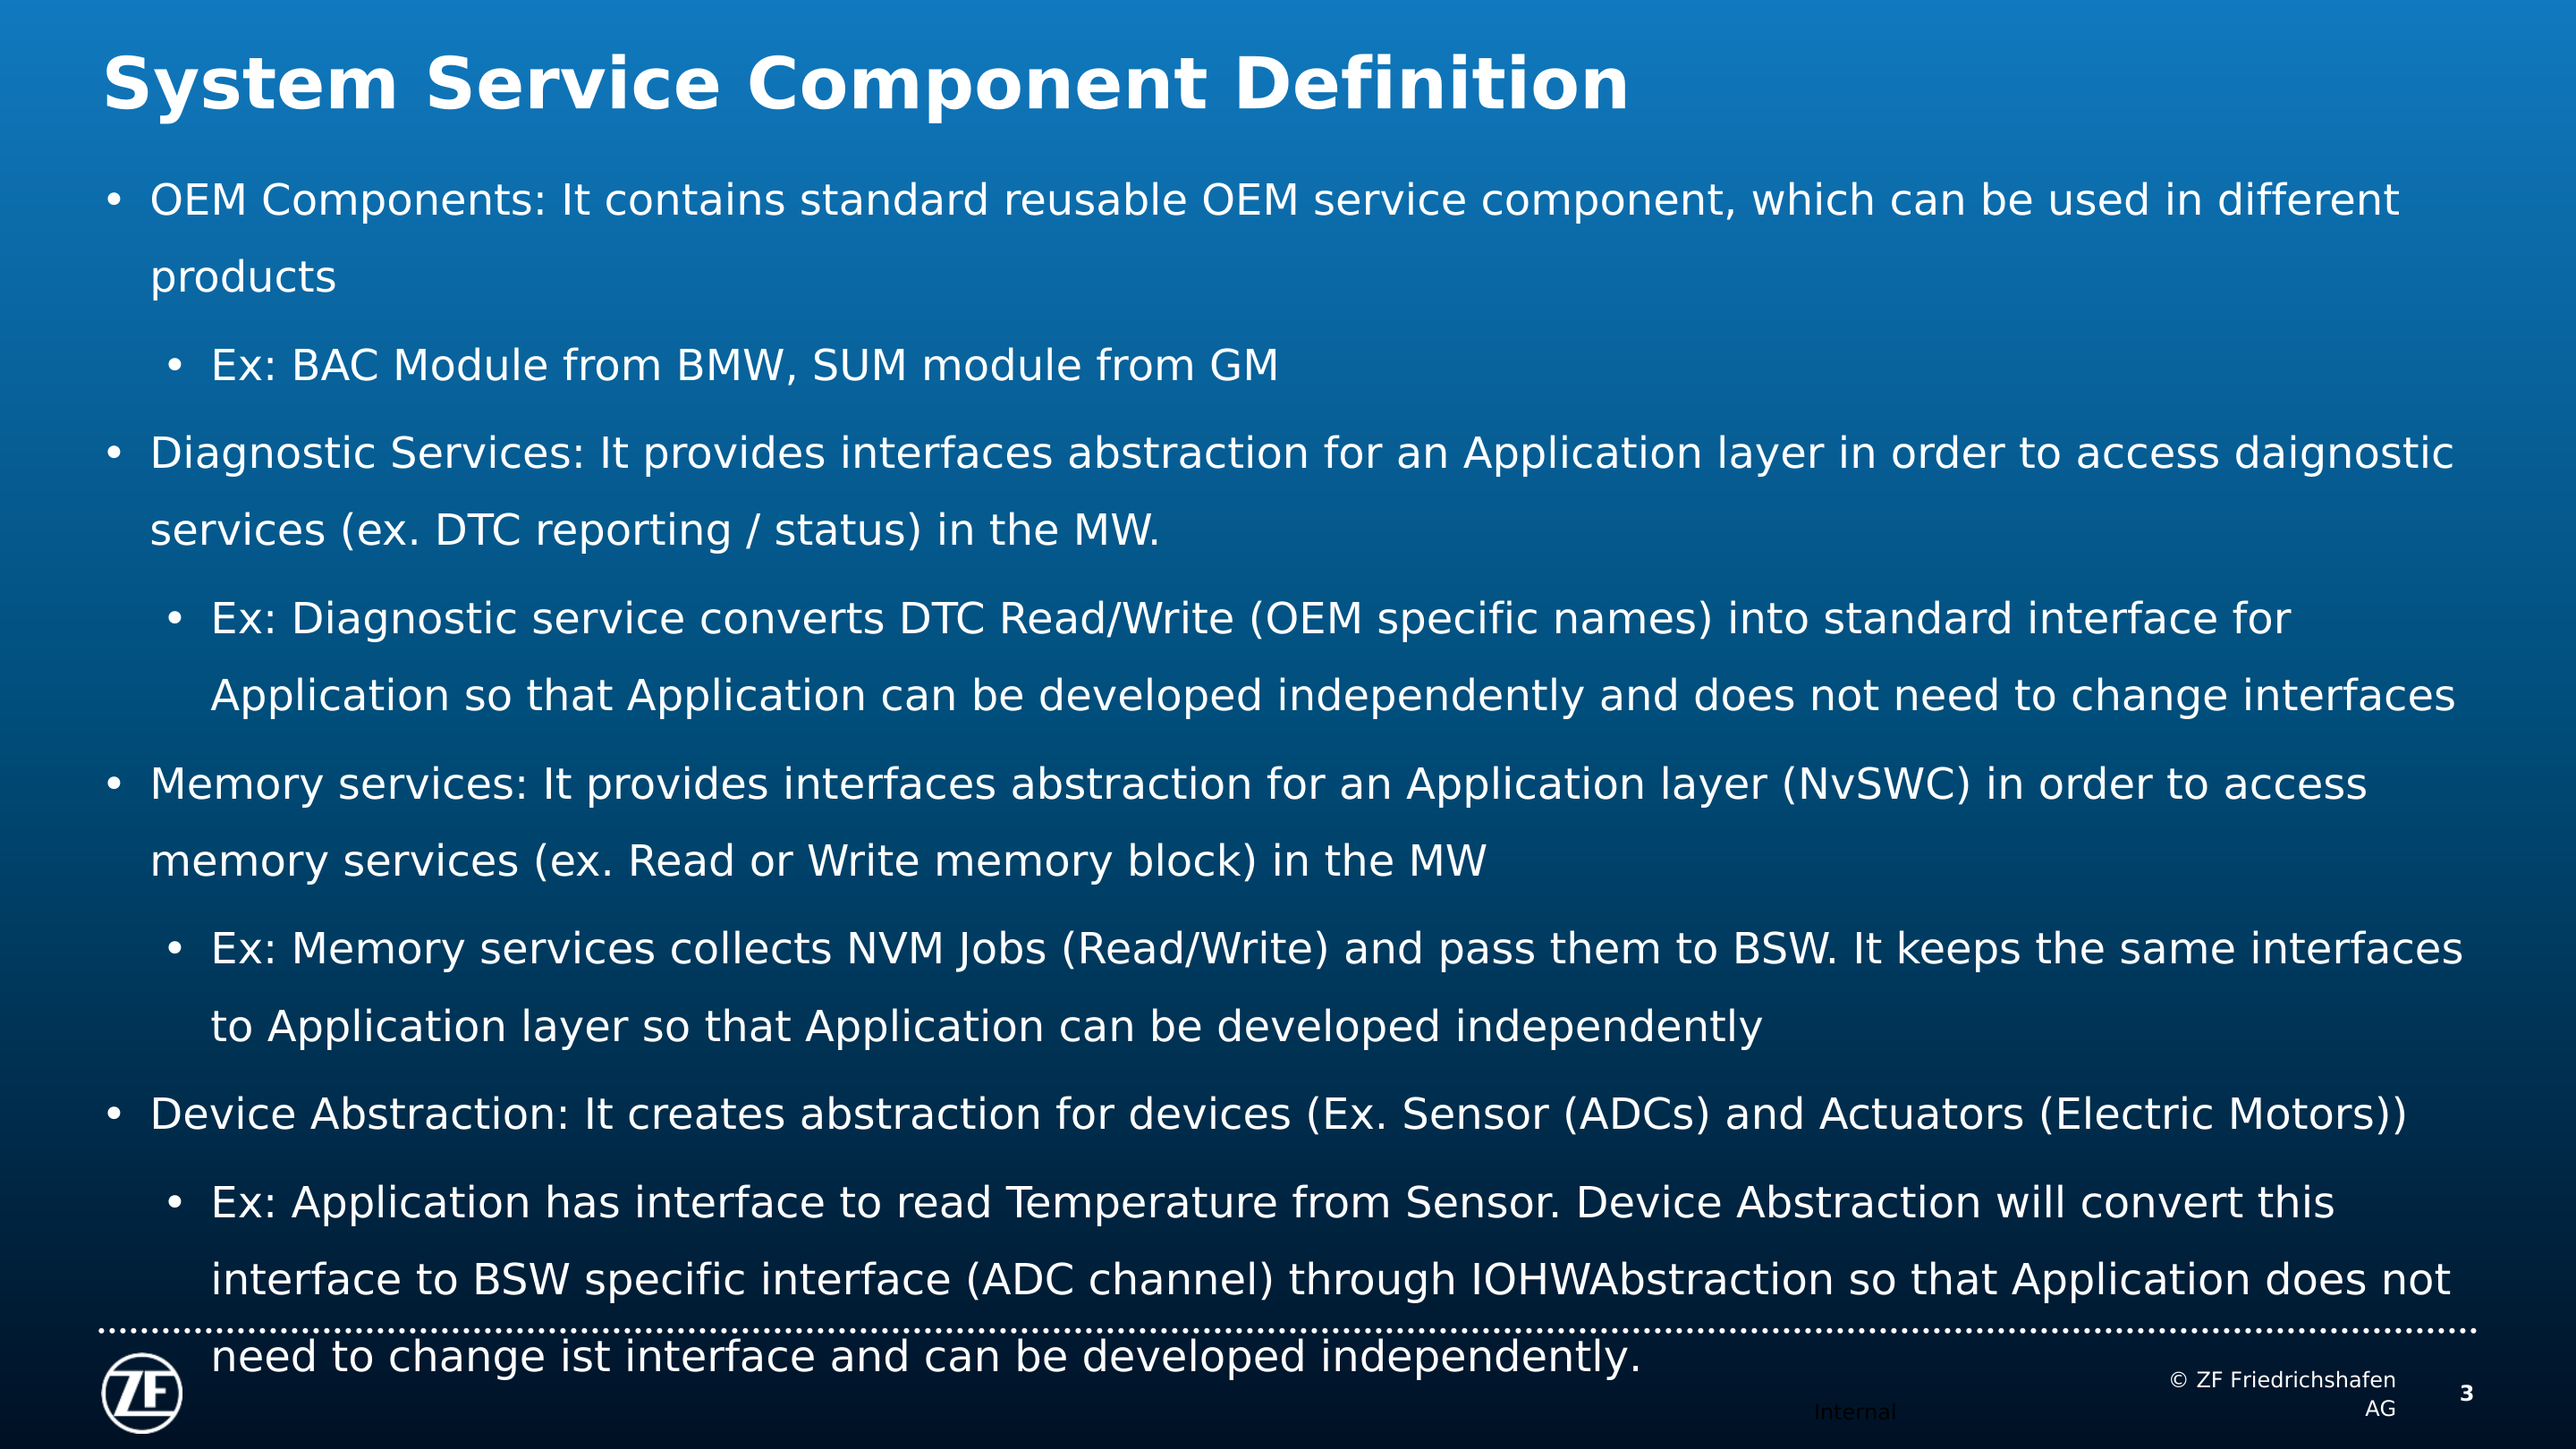 System Service Component Definition
• OEM Components: It contains standard reusable OEM service component, which can be used in different
products
• Ex: BAC Module from BMW, SUM module from GM
• Diagnostic Services: It provides interfaces abstraction for an Application layer in order to access daignostic
services (ex. DTC reporting / status) in the MW.
• Ex: Diagnostic service converts DTC Read/Write (OEM specific names) into standard interface for
Application so that Application can be developed independently and does not need to change interfaces
• Memory services: It provides interfaces abstraction for an Application layer (NvSWC) in order to access
memory services (ex. Read or Write memory block) in the MW
• Ex: Memory services collects NVM Jobs (Read/Write) and pass them to BSW. It keeps the same interfaces
to Application layer so that Application can be developed independently
• Device Abstraction: It creates abstraction for devices (Ex. Sensor (ADCs) and Actuators (Electric Motors))
• Ex: Application has interface to read Temperature from Sensor. Device Abstraction will convert this
interface to BSW specific interface (ADC channel) through IOHWAbstraction so that Application does not
need to change ist interface and can be developed independently.
ZF
Internal
© ZF Friedrichshafen
AG
3